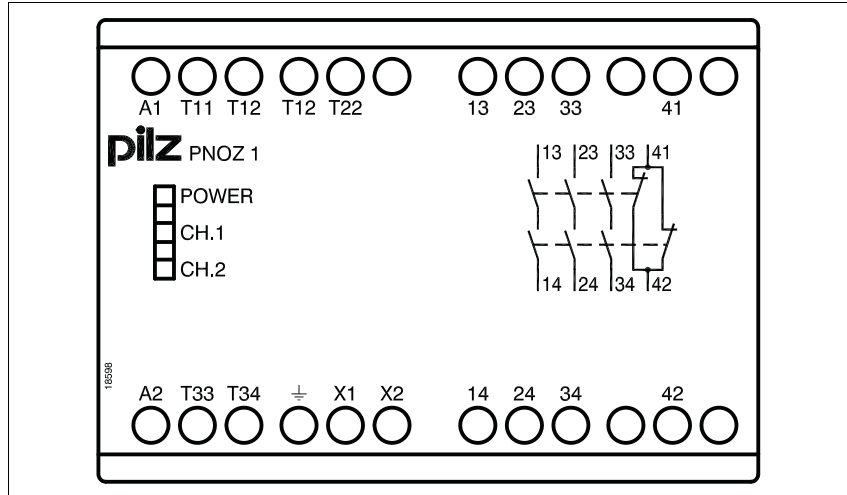 A1 T11 T12 T12 T22 13 23 33 41
pilz PNOZ 1
13 23 33 41
POWER
CH.1
CH.2
14 24 34 42
18598
A2 T33 T34 X1 X2 14 24 34 42